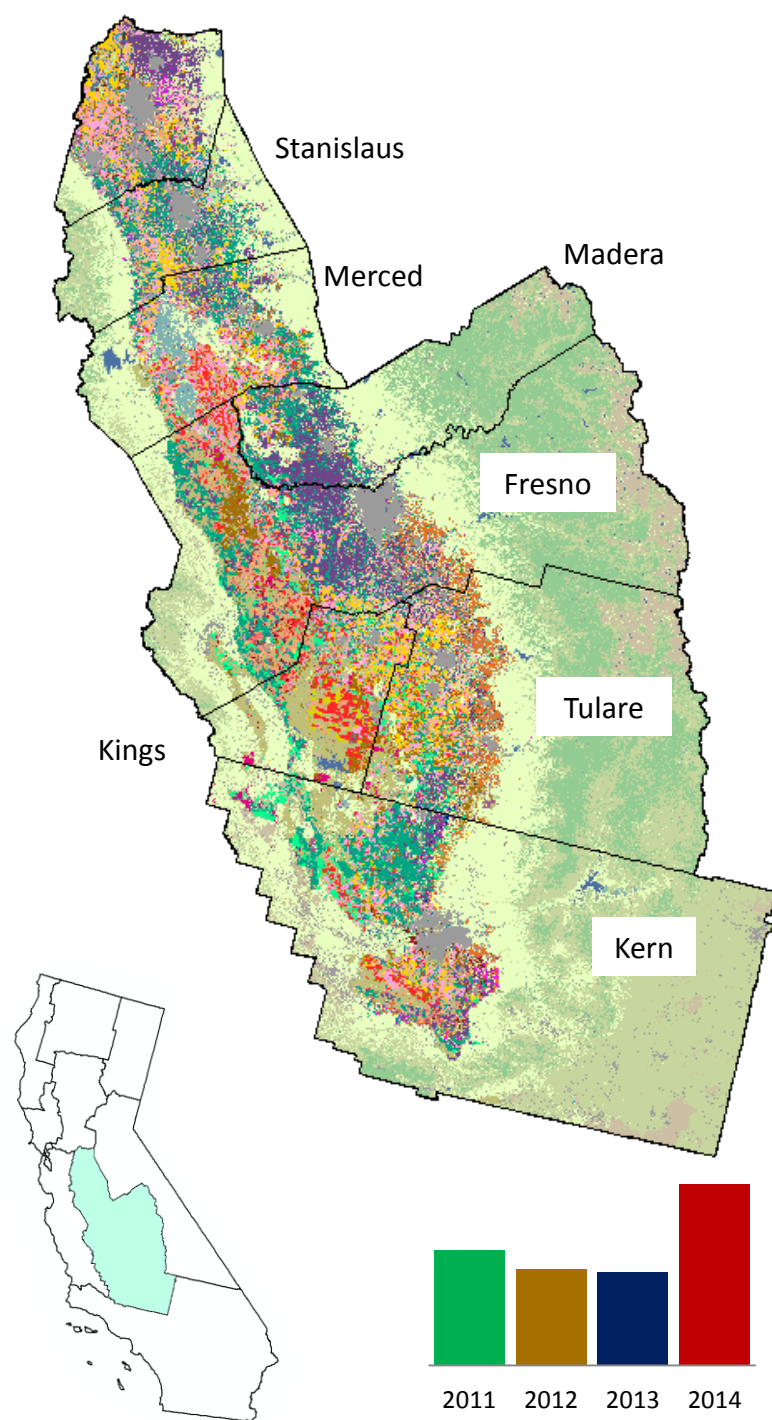 Stanislaus
Madera
Merced
Fresno
Tulare
Kings
Kern
2011 2012 2013 2014